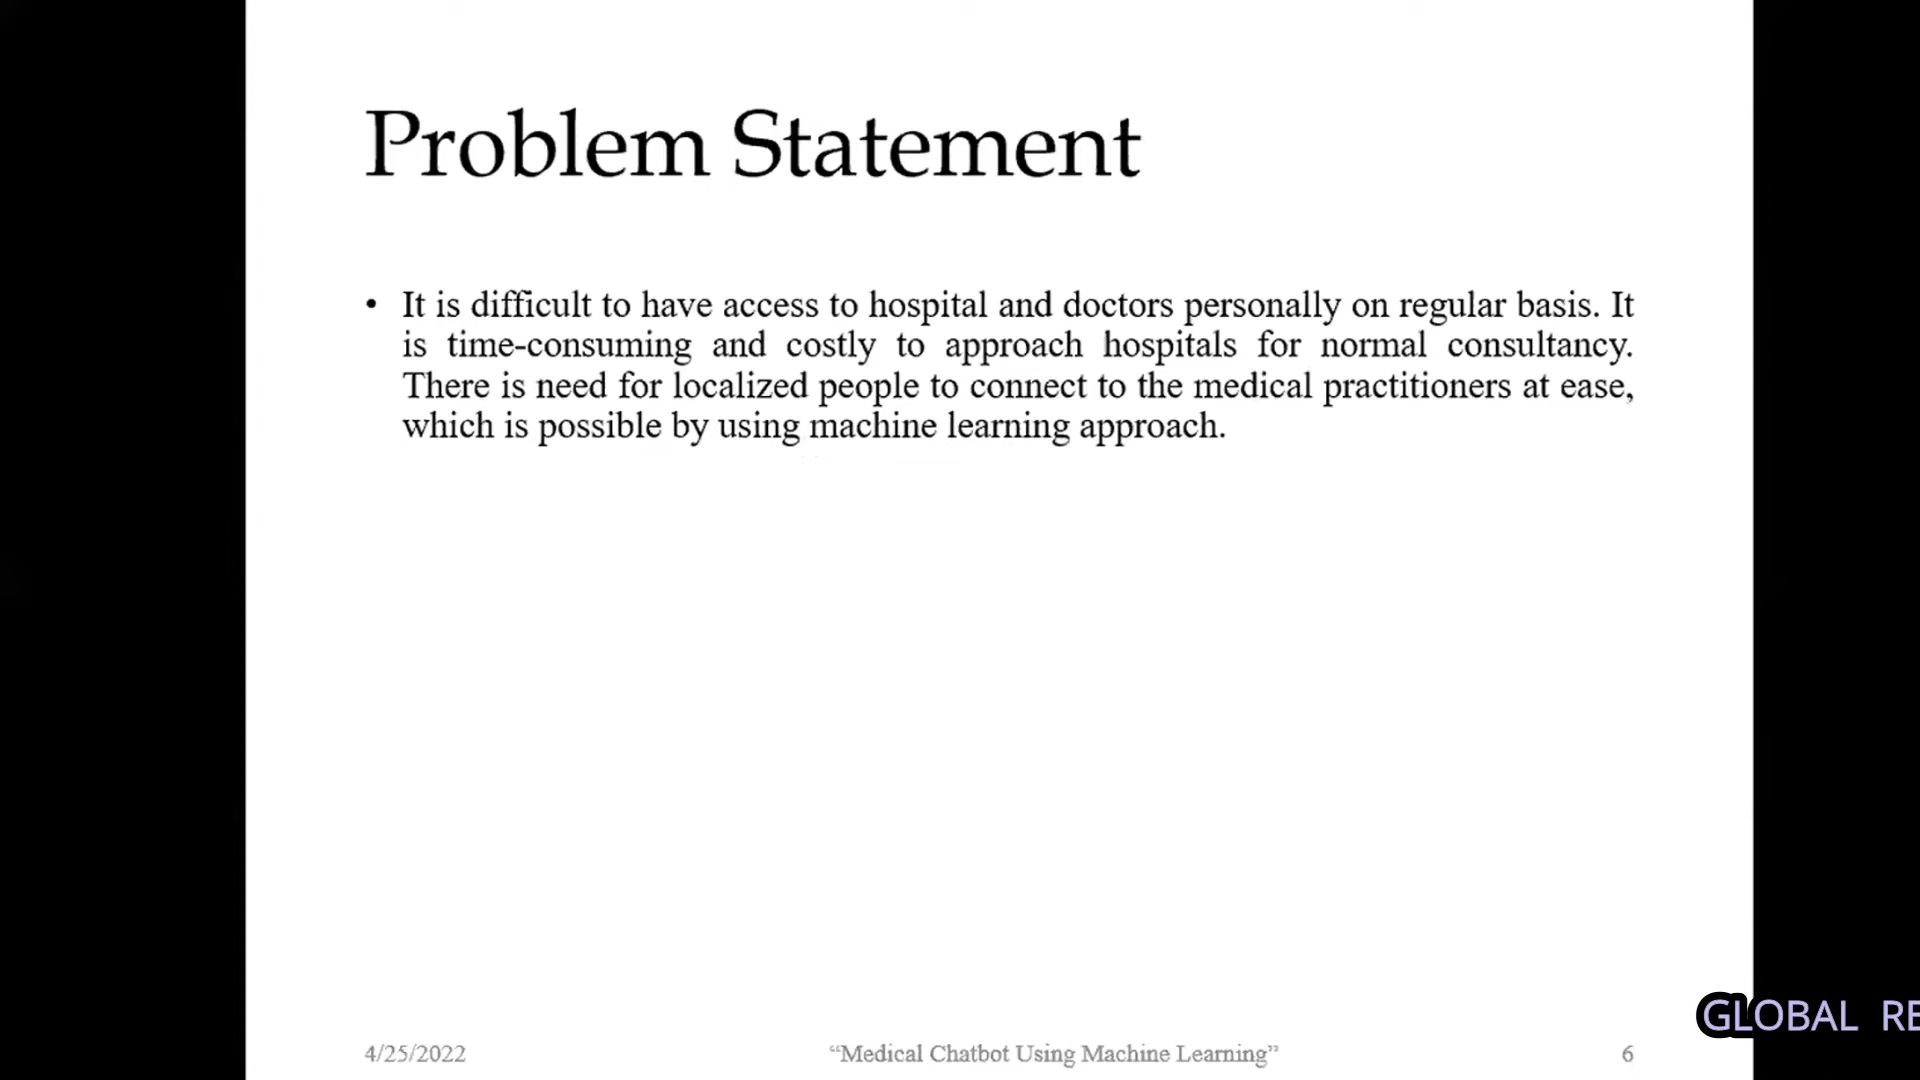 Problem Statement
• It is difficult to have access to hospital and doctors personally on regular basis. It
is time-consuming and costly to approach hospitals for normal consultancy.
There is need for localized people to connect to the medical practitioners at ease,
which is possible by using machine learning approach.
GLOBAL RE
4/25/2022
“Medical Chatbot Using Machine Learning”
6